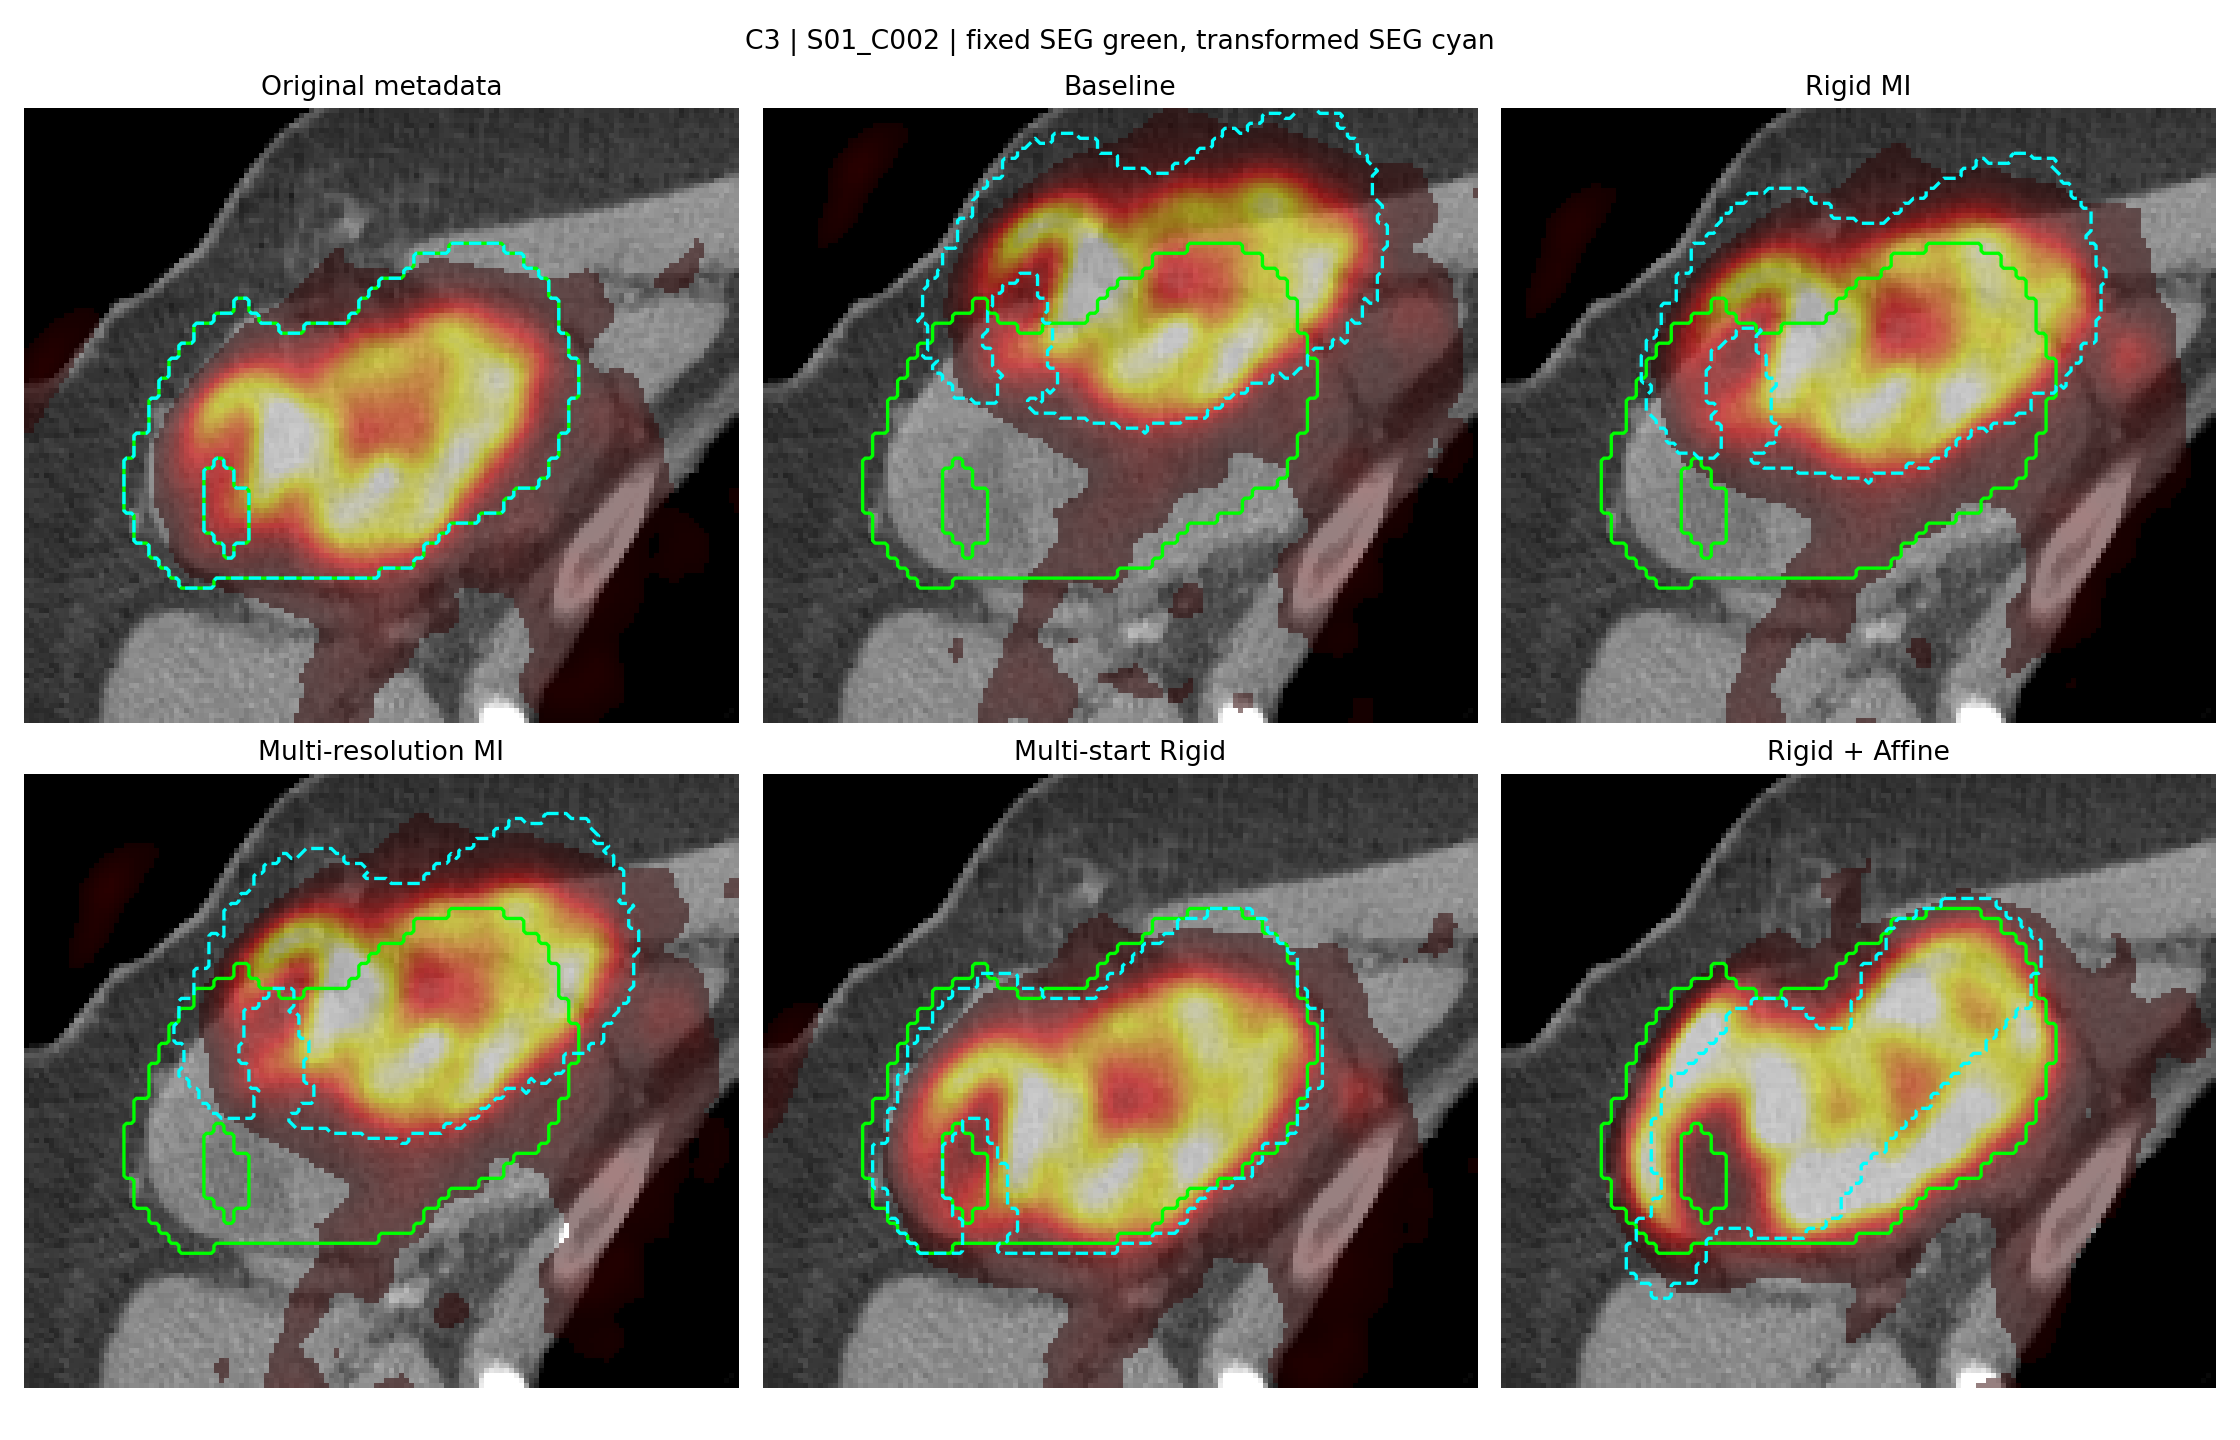 C3 | S01_C002 | fixed SEG green, transformed SEG cyan
Original metadata
Baseline
Rigid MI
Multi-resolution MI
Multi-start Rigid
Rigid + Affine